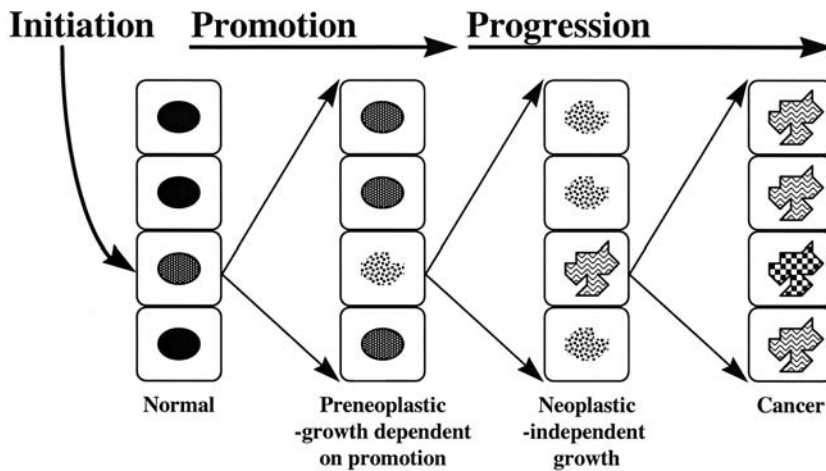 Initiation
Promotion
Progression
Normal
Preneoplastic
-growth dependent
on promotion
Neoplastic
-independent
growth
Cancer